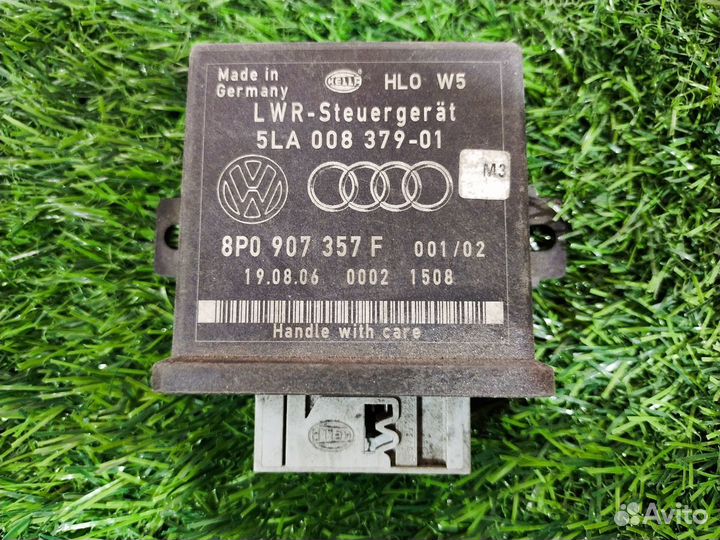 Made in
Germany
HELLA
HLO W5
LWR-Steuergerät
5LA 008 379-01
M3
8P0 907 357 F 001/02
19.08.06 0002 1508
Handle with care
HELLA
Avito